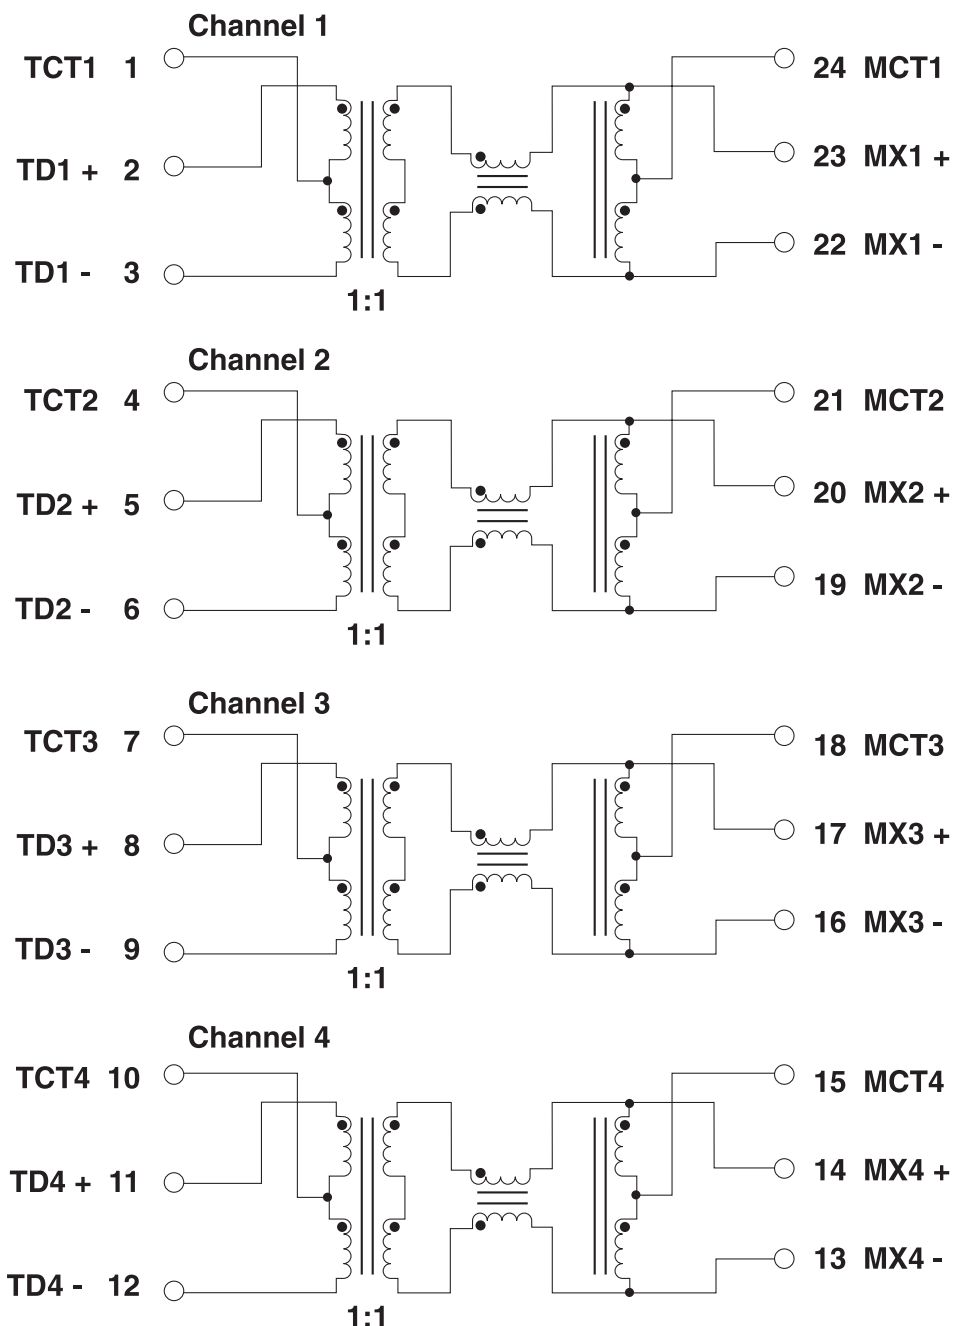 Channel 1
TCT1 1
24 MCT1
TD1 + 2
23 MX1 +
22 MX1 -
TD1 - 3
1:1
Channel 2
TCT2 4
21 MCT2
TD2 + 5
20 MX2 +
19 MX2 -
TD2 - 6
1:1
Channel 3
TCT3 7
18 MCT3
TD3 + 8
17 MX3 +
16 MX3 -
TD3 - 9
1:1
Channel 4
TCT4 10
15 MCT4
TD4 + 11
14 MX4 +
13 MX4 -
TD4 - 12
1:1